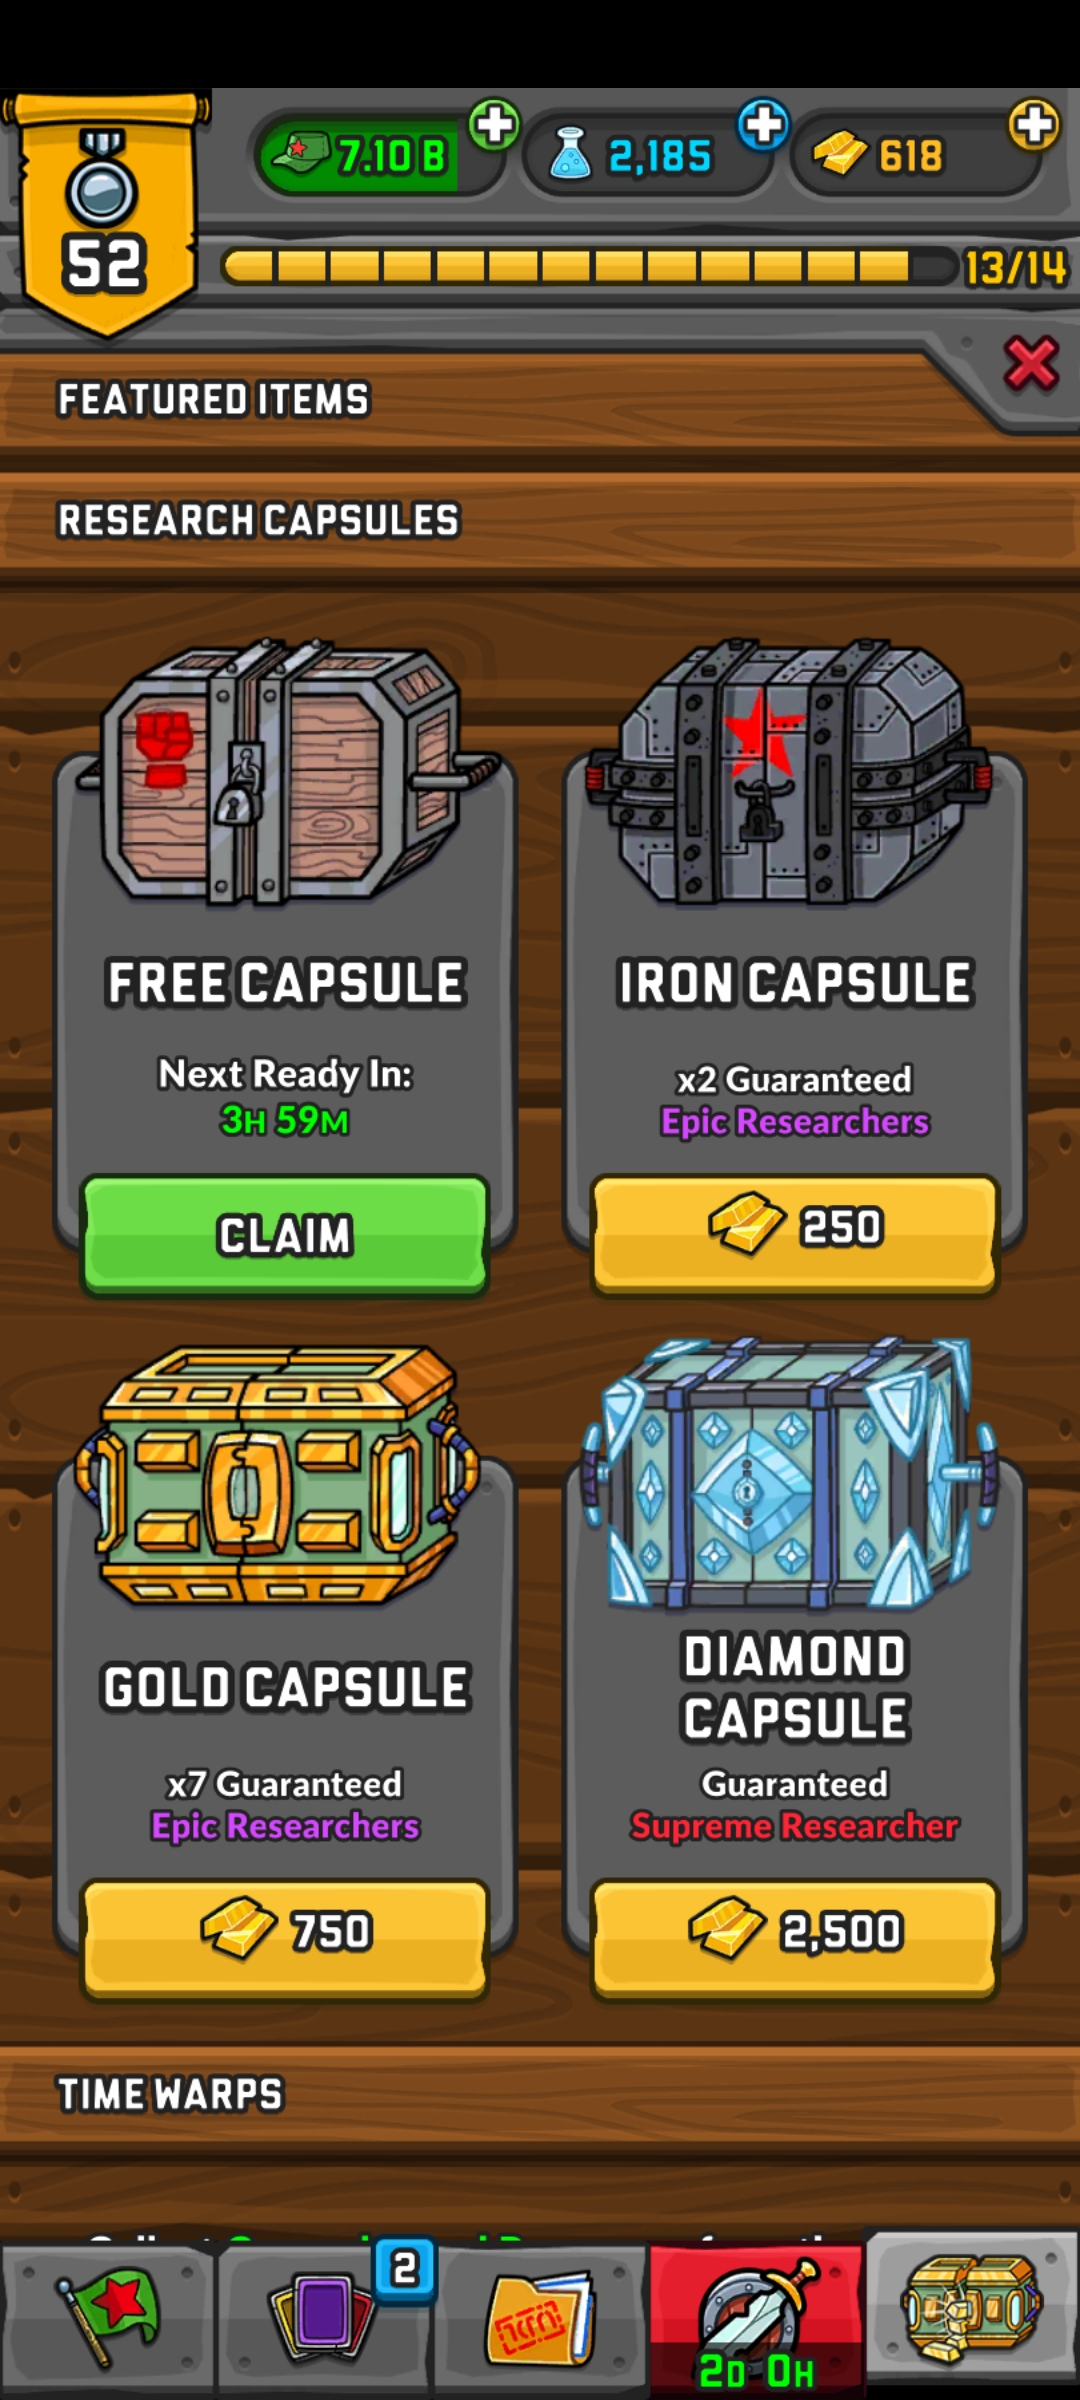 7.10 B
2,185
618
52
13/14
FEATURED ITEMS
RESEARCH CAPSULES
FREE CAPSULE
Next Ready In:
3H 59M
CLAIM
IRON CAPSULE
x2 Guaranteed
Epic Researchers
250
GOLD CAPSULE
x7 Guaranteed
Epic Researchers
750
DIAMOND
CAPSULE
Guaranteed
Supreme Researcher
2,500
TIME WARPS
2
2D 0H